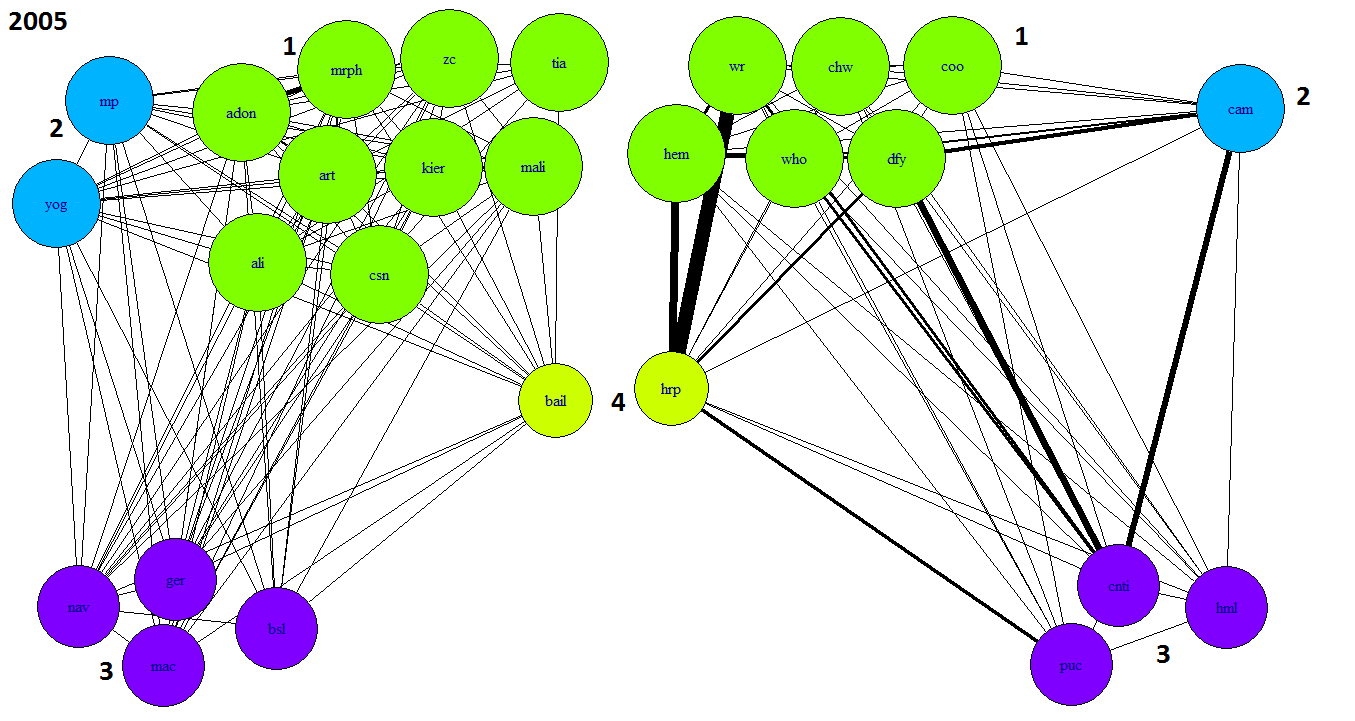 2005
1
mrph
zc
tia
mp
adon
2
art
kier
mali
yog
ali
csn
bail
ger
nav
bsl
mac
3
4
wr
chw
coo
1
cam
2
hem
who
dfy
hrp
cnti
hml
puc
3